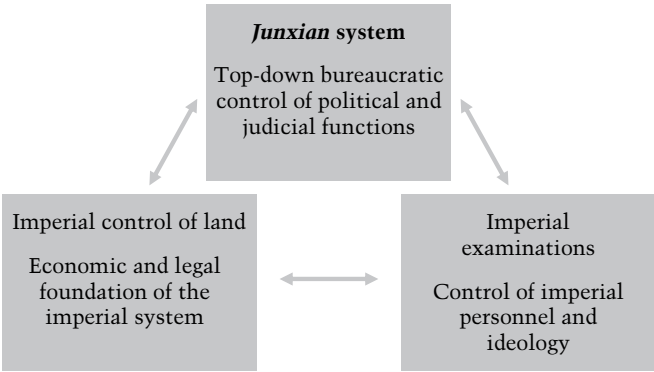 Junxian system
Top-down bureaucratic
control of political and
judicial functions
Imperial control of land
Economic and legal
foundation of the
imperial system
Imperial
examinations
Control of imperial
personnel and
ideology